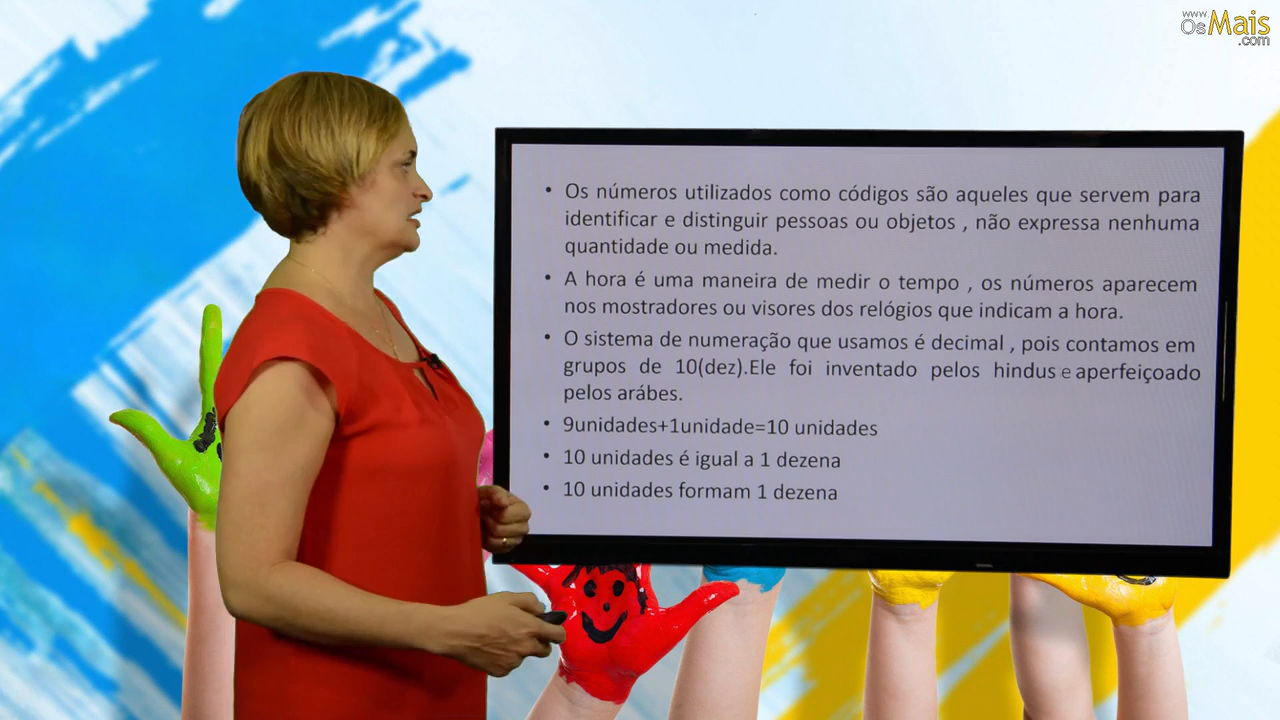 www
OsMais
.com
• Os números utilizados como códigos são aqueles que servem para
identificar e distinguir pessoas ou objetos , não expressa nenhuma
quantidade ou medida.
• A hora é uma maneira de medir o tempo , os números aparecem
nos mostradores ou visores dos relógios que indicam a hora.
• O sistema de numeração que usamos é decimal , pois contamos em
grupos de 10(dez).Ele foi inventado pelos hindus e aperfeiçoado
pelos arábes.
• 9unidades+1unidade=10 unidades
• 10 unidades é igual a 1 dezena
• 10 unidades formam 1 dezena